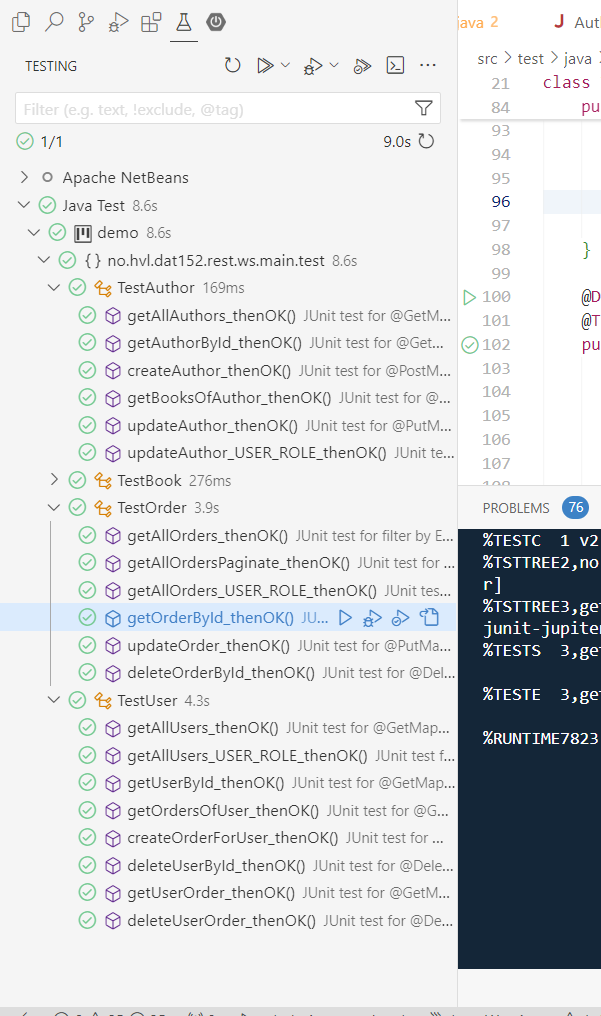 TESTING
Filter (e.g. text, !exclude, @tag)
1/1 9.0s
Apache NetBeans
Java Test 8.6s
demo 8.6s
{} no.hvl.dat152.rest.ws.main.test 8.6s
TestAuthor 169ms
getAllAuthors_thenOK() JUnit test for @GetM...
getAuthorById_thenOK() JUnit test for @Get...
createAuthor_thenOK() JUnit test for @PostM...
getBooksOfAuthor_thenOK() JUnit test for @...
updateAuthor_thenOK() JUnit test for @PutM...
updateAuthor_USER_ROLE_thenOK() JUnit te...
TestBook 276ms
TestOrder 3.9s
getAllOrders_thenOK() JUnit test for filter by E...
getAllOrdersPaginate_thenOK() JUnit test for ...
getAllOrders_USER_ROLE_thenOK() JUnit tes...
getOrderById_thenOK() JU...
updateOrder_thenOK() JUnit test for @PutMa...
deleteOrderById_thenOK() JUnit test for @Del...
TestUser 4.3s
getAllUsers_thenOK() JUnit test for @GetMap...
getAllUsers_USER_ROLE_thenOK() JUnit test f...
getUserById_thenOK() JUnit test for @GetMap...
getOrdersOfUser_thenOK() JUnit test for @G...
createOrderForUser_thenOK() JUnit test for ...
deleteUserById_thenOK() JUnit test for @Dele...
getUserOrder_thenOK() JUnit test for @GetM...
deleteUserOrder_thenOK() JUnit test for @De...
java 2 J Aut
src > test > java >
21 class
84 pu
93
94
95
96
97
98 }
99
100 @D
101 @T
102 pu
103
104
105
106
107
108
PROBLEMS 76
%TESTC 1 v2
%TSTTREE2,no
r]
%TSTTREE3,get
junit-jupiter
%TESTS 3,get
%TESTE 3,get
%RUNTIME7823